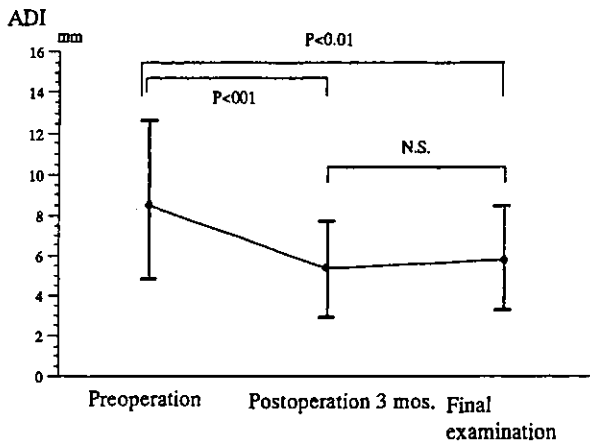 ADI
mm
16
14
12
10
8
6
4
2
0
P<0.01
P<001
N.S.
Preoperation
Postoperation 3 mos.
Final
examination